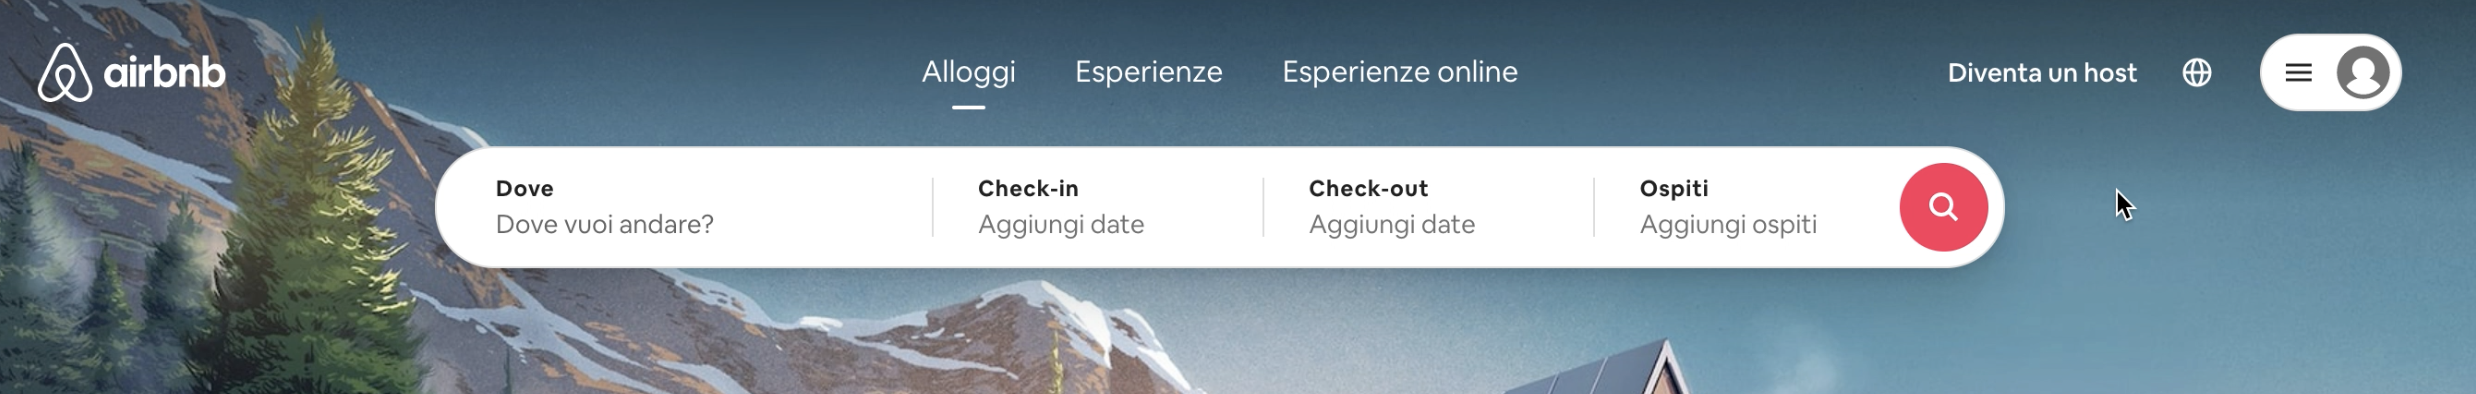 airbnb
Alloggi
Esperienze
Esperienze online
Diventa un host
Dove
Dove vuoi andare?
Check-in
Aggiungi date
Check-out
Aggiungi date
Ospiti
Aggiungi ospiti